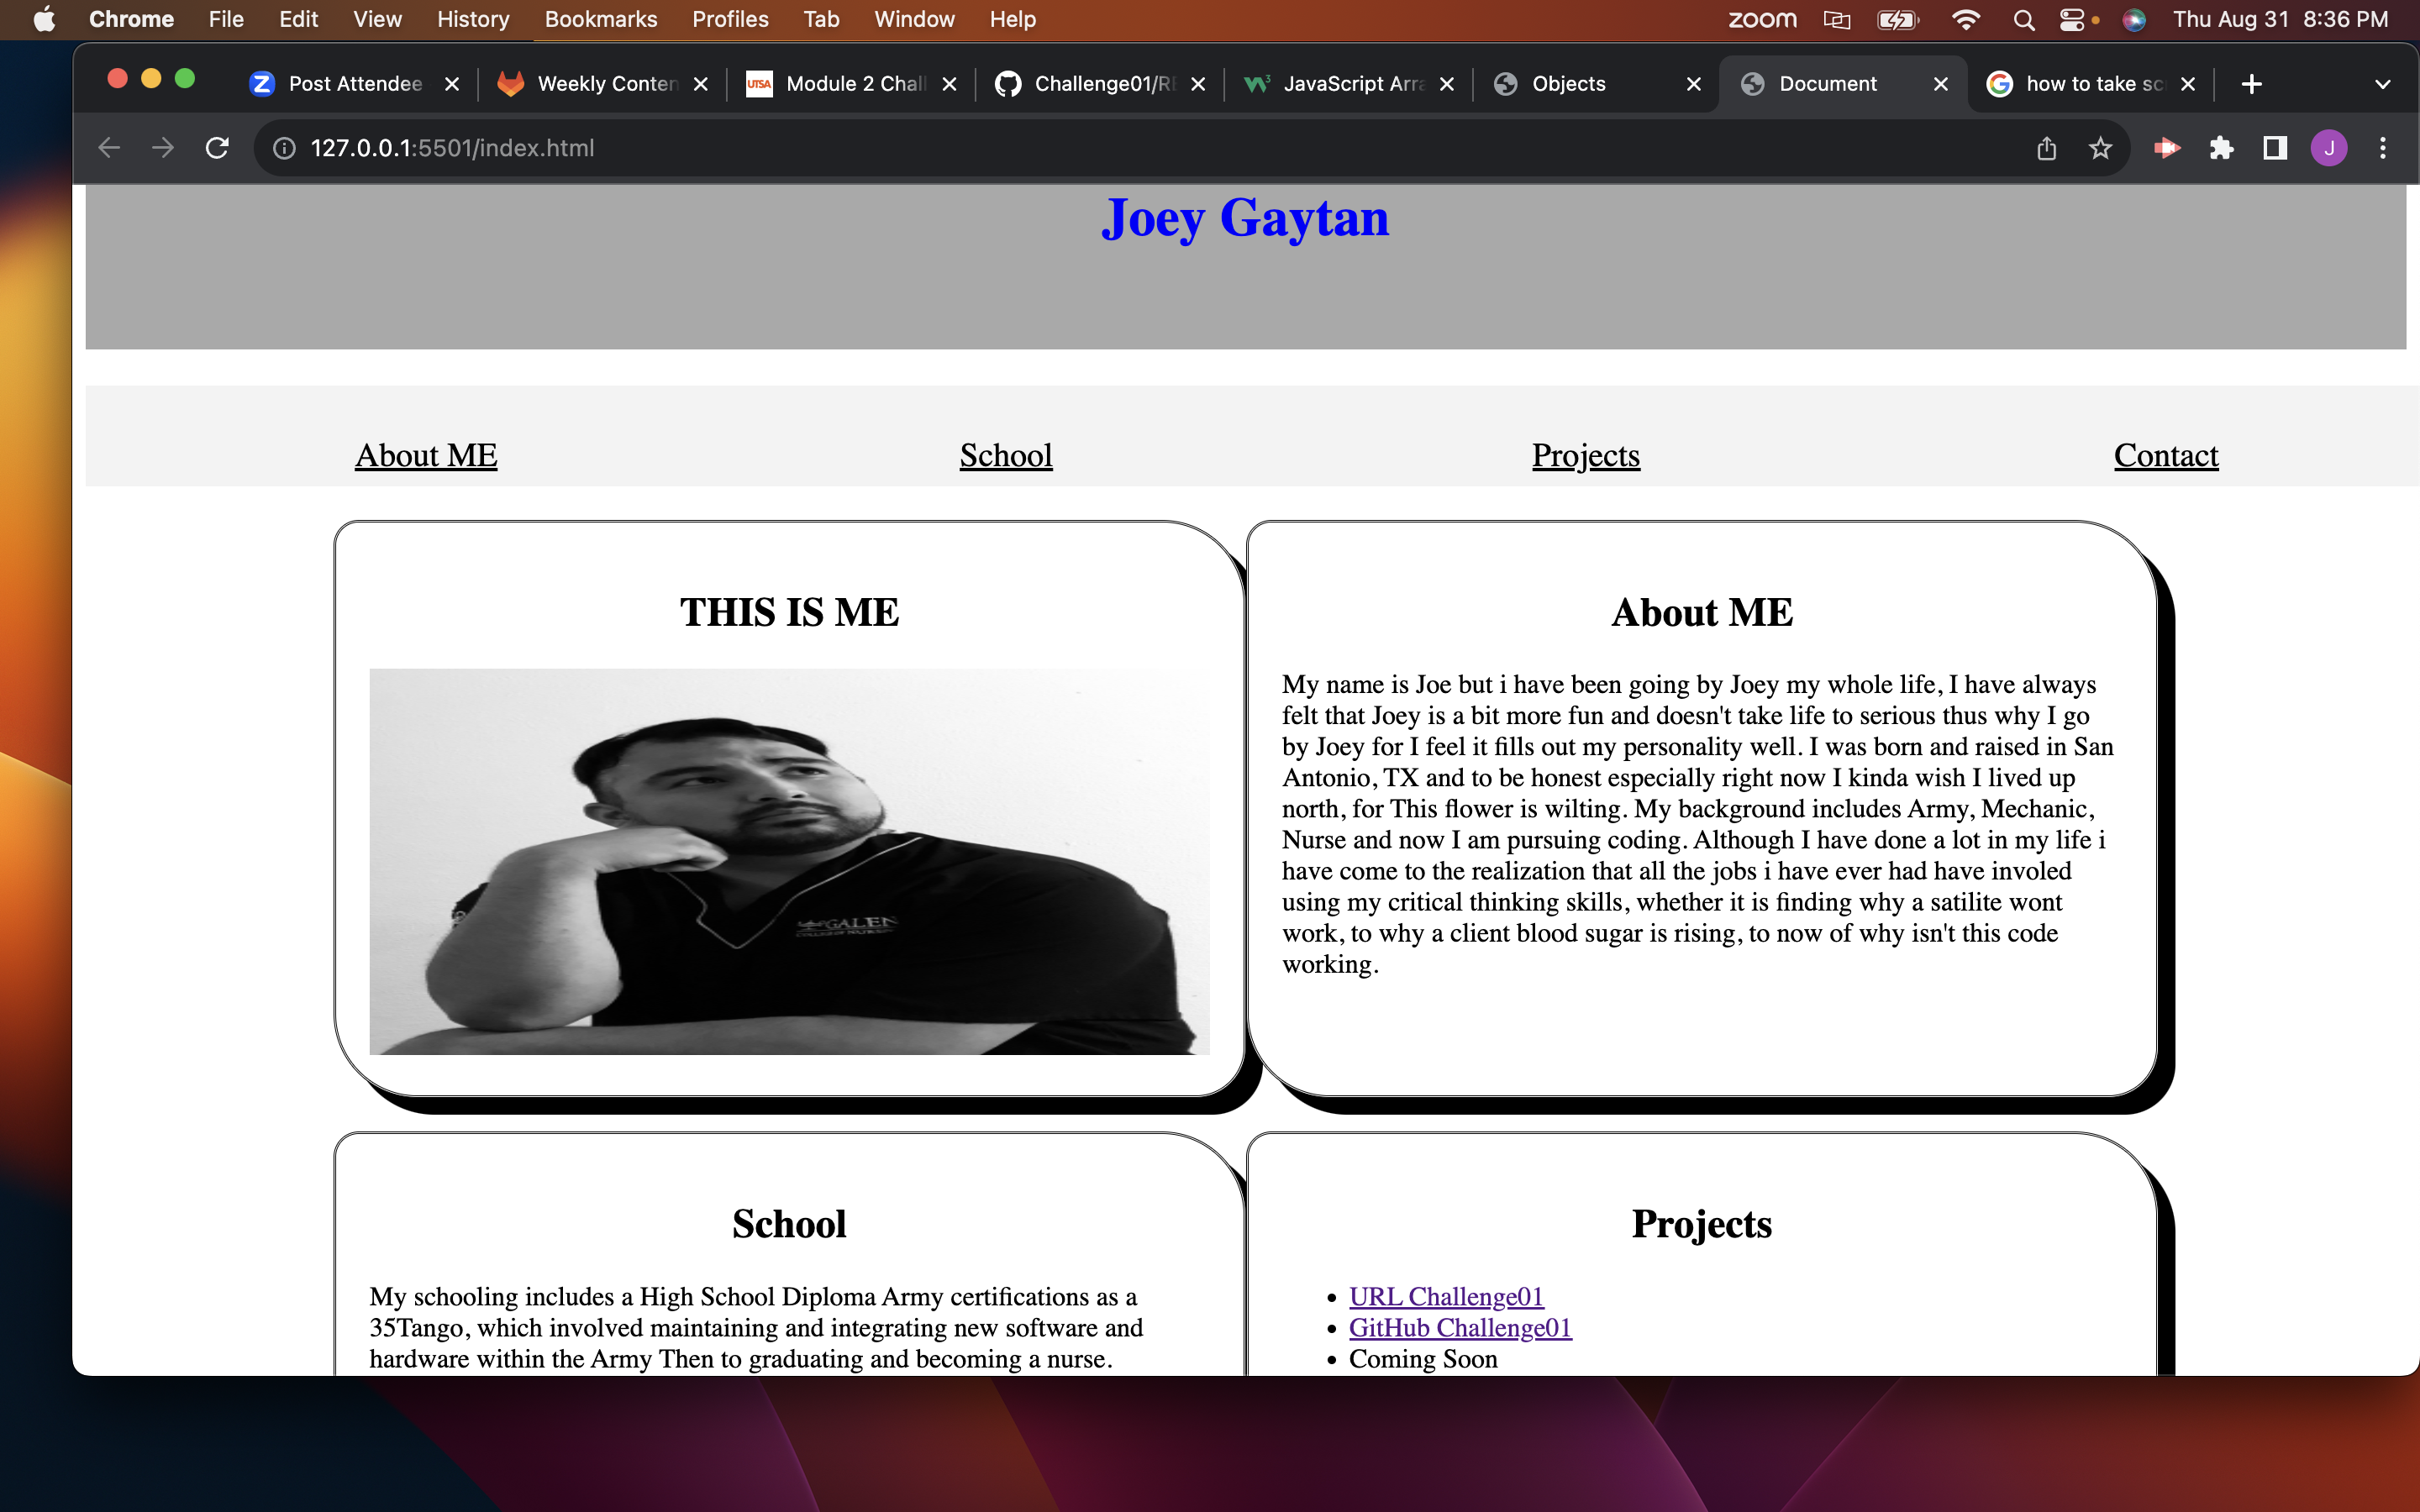 Chrome File Edit View History Bookmarks Profiles Tab Window Help zoom Thu Aug 31 8:36 PM
Post Attendee Weekly Conten UTSA Module 2 Chall Challenge01/RE JavaScript Arra Objects Document how to take sc
127.0.0.1:5501/index.html J
Joey Gaytan
About ME School Projects Contact
THIS IS ME
GALEN
About ME
My name is Joe but i have been going by Joey my whole life, I have always
felt that Joey is a bit more fun and doesn't take life to serious thus why I go
by Joey for I feel it fills out my personality well. I was born and raised in San
Antonio, TX and to be honest especially right now I kinda wish I lived up
north, for This flower is wilting. My background includes Army, Mechanic,
Nurse and now I am pursuing coding. Although I have done a lot in my life i
have come to the realization that all the jobs i have ever had have involed
using my critical thinking skills, whether it is finding why a satilite wont
work, to why a client blood sugar is rising, to now of why isn't this code
working.
School
My schooling includes a High School Diploma Army certifications as a
35Tango, which involved maintaining and integrating new software and
hardware within the Army Then to graduating and becoming a nurse.
Projects
URL Challenge01
GitHub Challenge01
Coming Soon